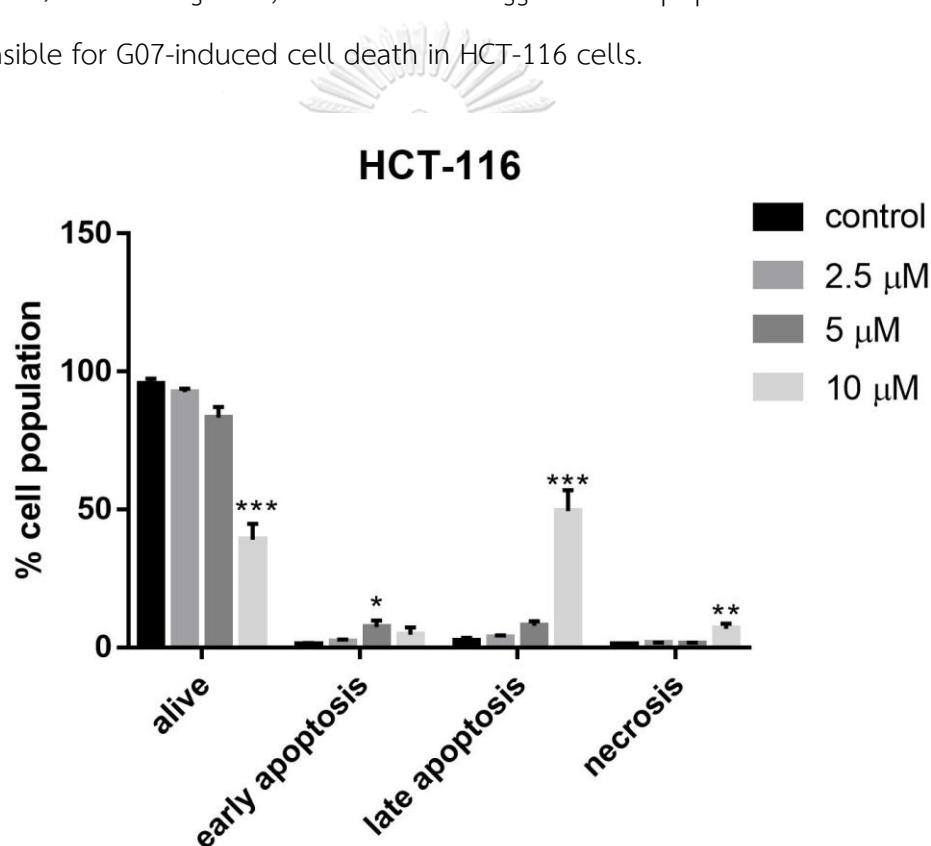 for G07-induced cell death in HCT-116 cells.
HCT-116
control
2.5 μM
5 μM
10 μM
% cell population
150
100
50
0
***
*
***
**
alive
early apoptosis
late apoptosis
necrosis